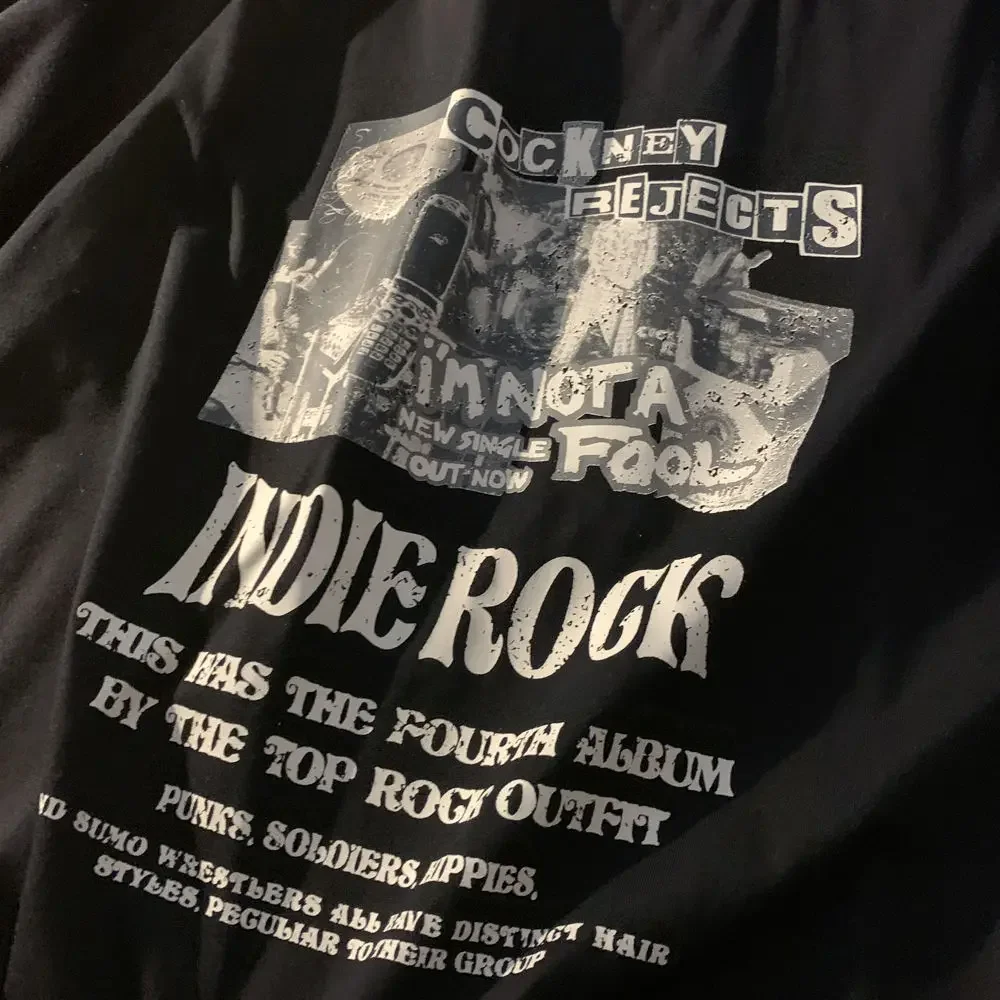 COCKNEY
REJECTS
I'M NOT A
FOOL
NEW SINGLE
OUT NOW
INDIE ROCK
THIS WAS THE FOURTH ALBUM
BY THE TOP ROCK OUTFIT
PUNKS, SOLDIERS, HIPPIES,
AND SUMO WRESTLERS ALL HAVE DISTINCT HAIR
STYLES, PECULIAR TO THEIR GROUP